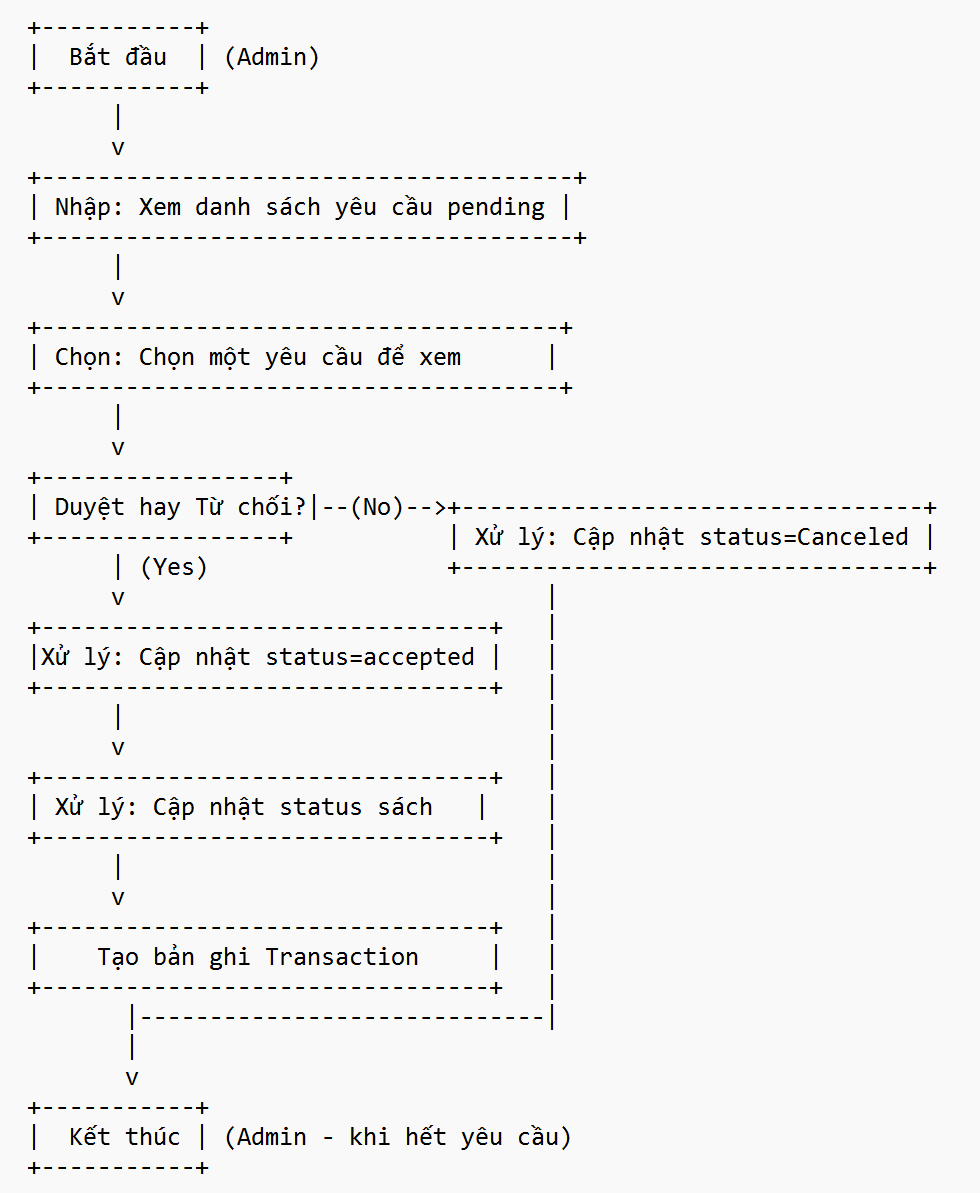 Bắt đầu (Admin)
Nhập: Xem danh sách yêu cầu pending
Chọn: Chọn một yêu cầu để xem
Duyệt hay Từ chối? --(No)-->
Xử lý: Cập nhật status=Canceled
(Yes)
Xử lý: Cập nhật status=accepted
Xử lý: Cập nhật status sách
Tạo bản ghi Transaction
Kết thúc (Admin - khi hết yêu cầu)